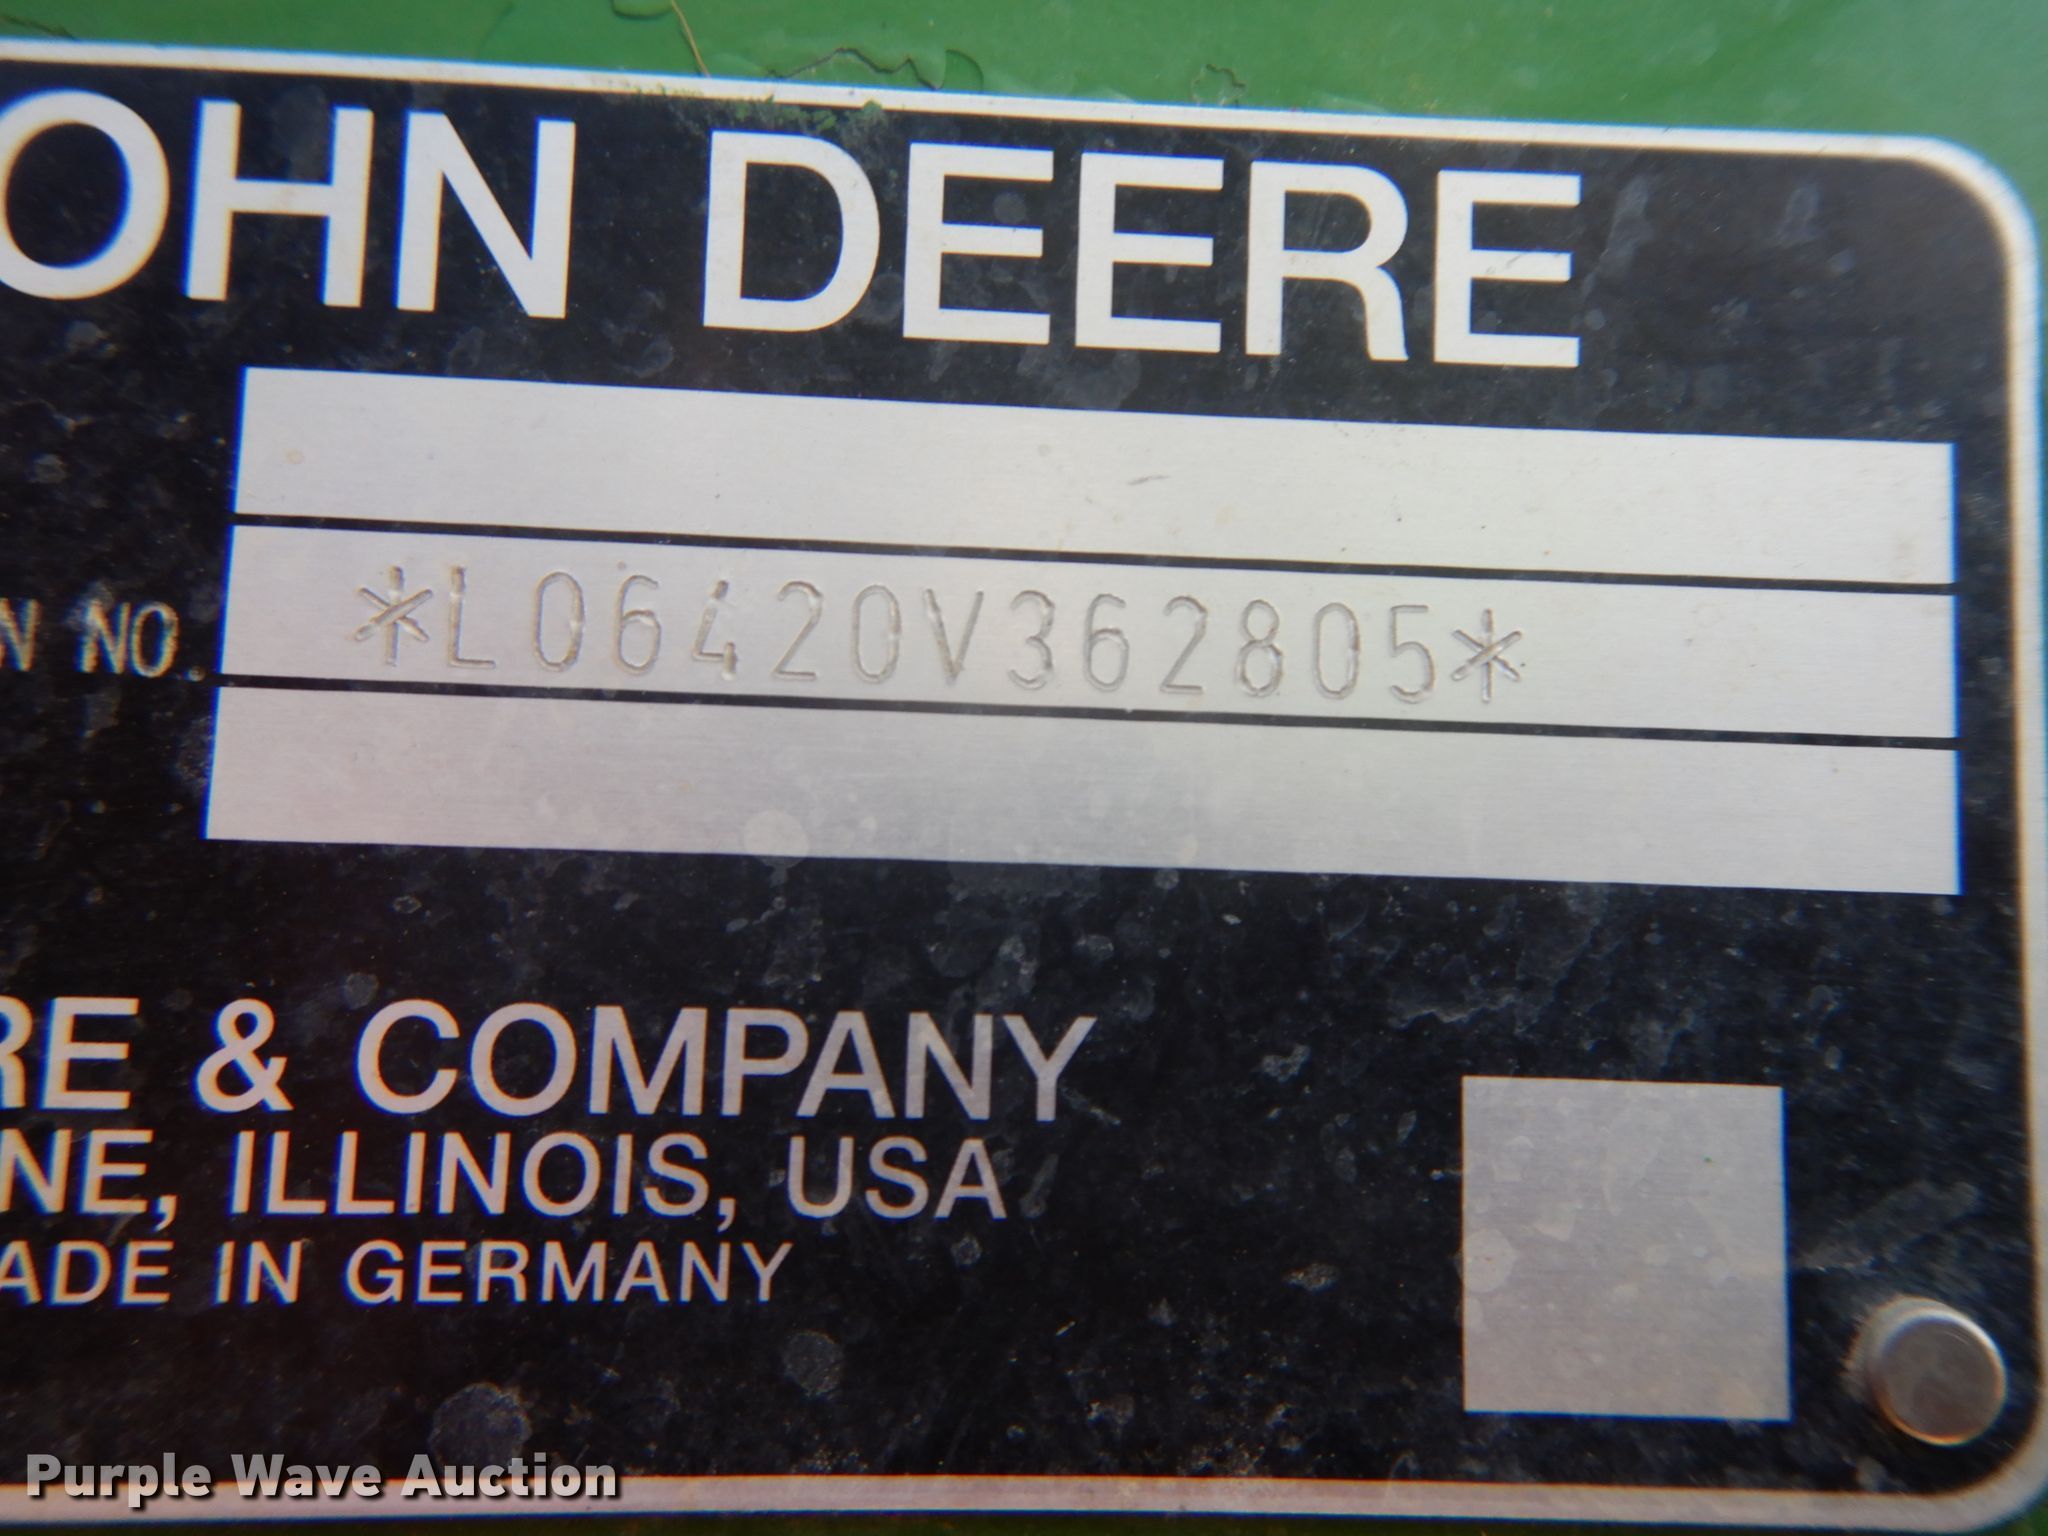 OHN DEERE
N NO. *L06420V362805*
RE & COMPANY
NE, ILLINOIS, USA
ADE IN GERMANY
Purple Wave Auction